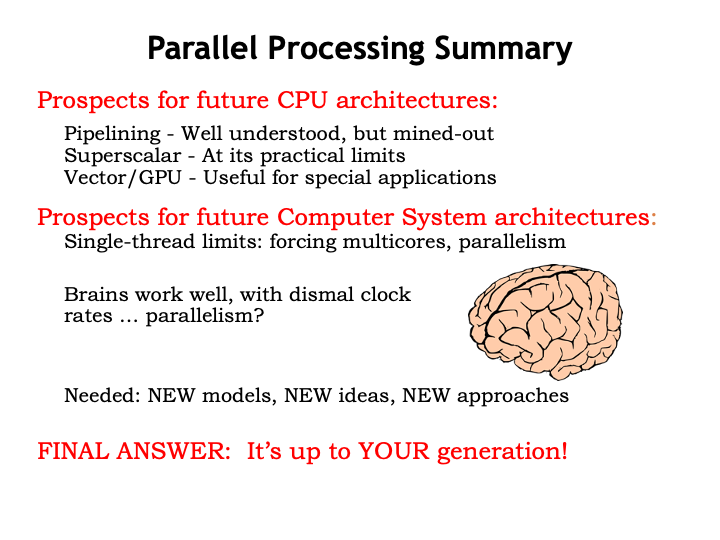 Parallel Processing Summary
Prospects for future CPU architectures:
Pipelining - Well understood, but mined-out
Superscalar - At its practical limits
Vector/GPU - Useful for special applications
Prospects for future Computer System architectures:
Single-thread limits: forcing multicores, parallelism
Brains work well, with dismal clock
rates … parallelism?
Needed: NEW models, NEW ideas, NEW approaches
FINAL ANSWER:  It’s up to YOUR generation!